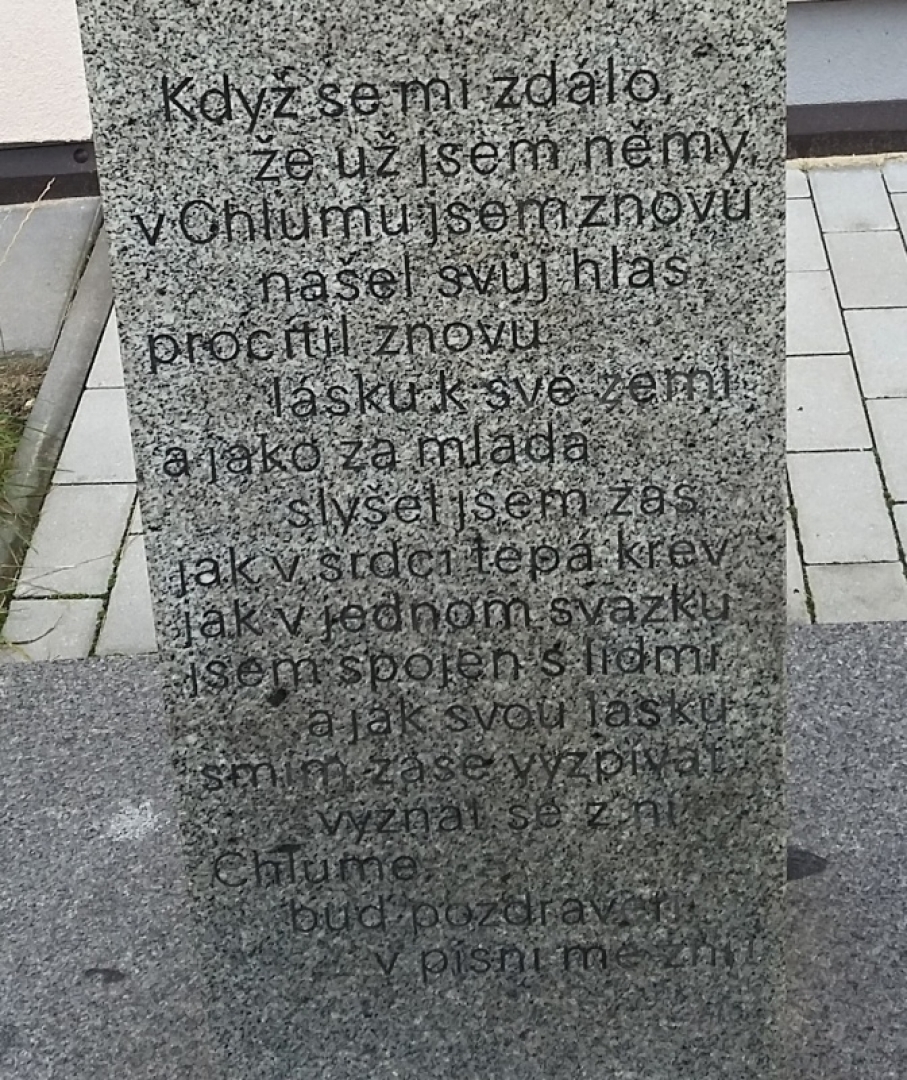 Když se mi zdálo,
že už jsem němý,
v Chlumu jsem znovu
našel svůj hlas,
procítil znovu
lásku k své zemi
a jako za mlada
slyšel jsem zas,
jak v srdci tepá krev
jak v jednom svazku
jsem spojen s lidmi
a jak svou lásku
smím zase vyzpívat
vyznat se z ní
Chlume,
buď pozdraven
v písni mé zni!